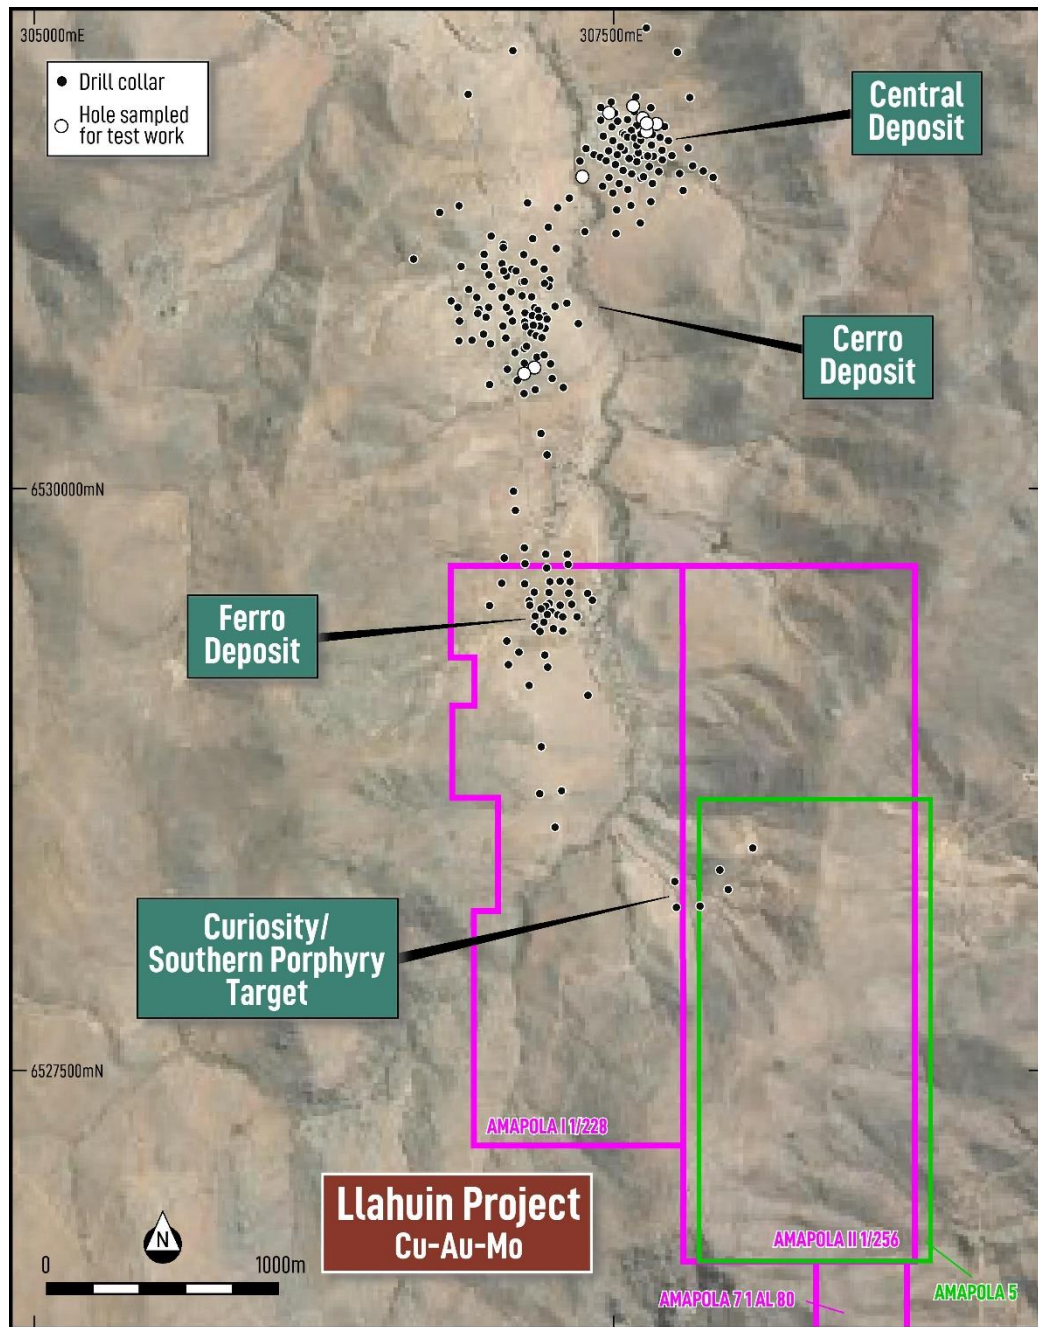 305000mE
307500mE
Drill collar
Hole sampled
for test work
Central
Deposit
Cerro
Deposit
6530000mN
Ferro
Deposit
Curiosity/
Southern Porphyry
Target
6527500mN
AMAPOLA I 1/228
Llahuin Project
Cu-Au-Mo
N
0
1000m
AMAPOLA II 1/256
AMAPOLA 5
AMAPOLA 7 1 AL 80